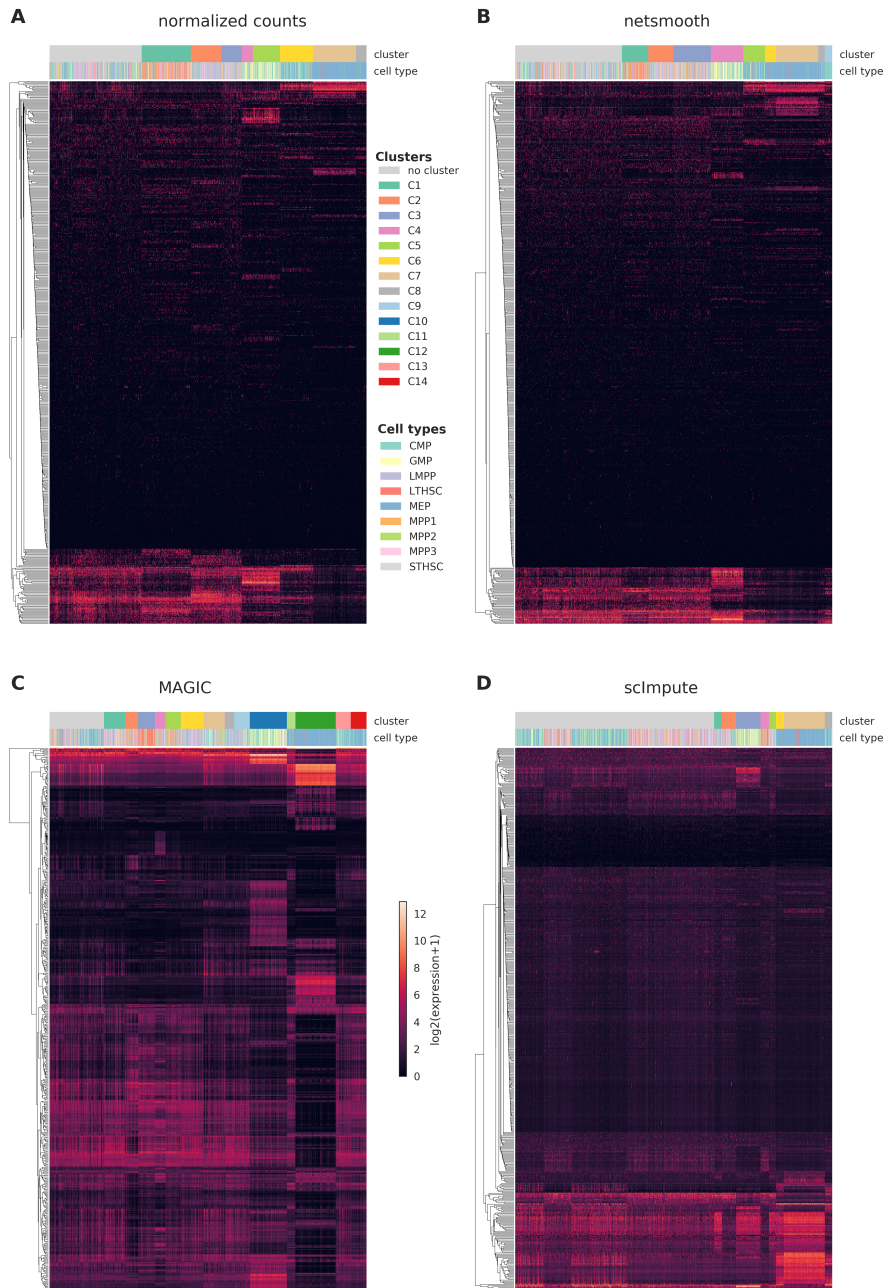 A
normalized counts
cluster
cell type
B
netsmooth
cluster
cell type
Clusters
no cluster
C1
C2
C3
C4
C5
C6
C7
C8
C9
C10
C11
C12
C13
C14
Cell types
CMP
GMP
LMPP
LTHSC
MEP
MPP1
MPP2
MPP3
STHSC
C
MAGIC
cluster
cell type
D
scImpute
cluster
cell type
12
10
8
6
4
2
0
log2(expression+1)